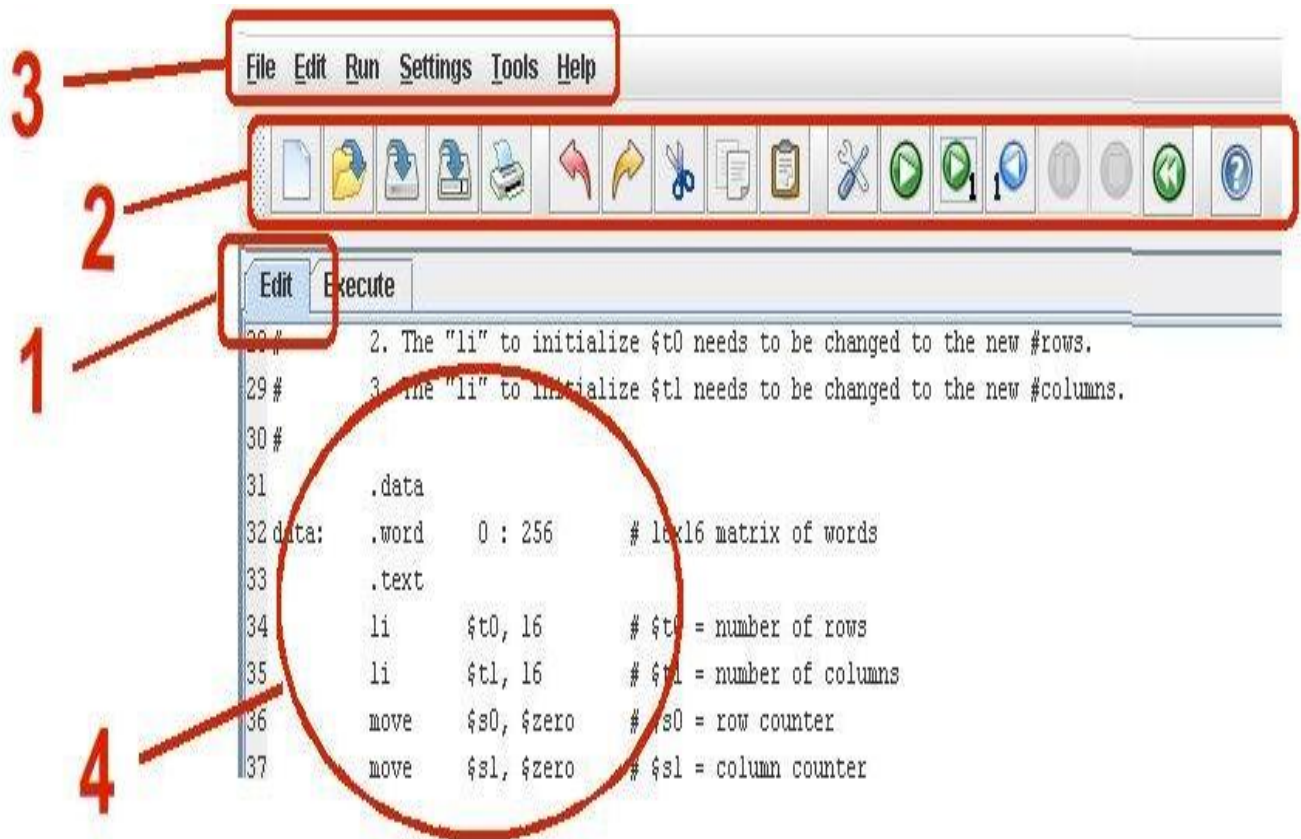 3
File Edit Run Settings Tools Help
2
1 1
1
Edit Execute
28 # 2. The "li" to initialize $t0 needs to be changed to the new #rows.
29 # 3. The "li" to initialize $t1 needs to be changed to the new #columns.
30 #
31 .data
32 data: .word 0 : 256 # 16x16 matrix of words
33 .text
34 li $t0, 16 # $t0 = number of rows
35 li $t1, 16 # $t1 = number of columns
36 move $s0, $zero # $s0 = row counter
37 move $s1, $zero # $s1 = column counter
4